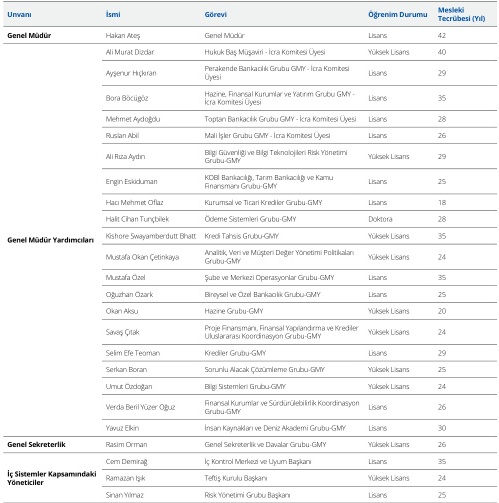 Unvanı İsmi Görevi Öğrenim Durumu Mesleki
Tecrübesi (Yıl)
Genel Müdür Hakan Ateş Genel Müdür Lisans 42
Ali Murat Dizdar Hukuk Baş Müşaviri - İcra Komitesi Üyesi Yüksek Lisans 40
Ayşenur Hıçkıran Perakende Bankacılık Grubu GMY - İcra Komitesi
Üyesi Lisans 29
Bora Böcügöz Hazine, Finansal Kurumlar ve Yatırım Grubu GMY -
İcra Komitesi Üyesi Lisans 35
Mehmet Aydoğdu Toptan Bankacılık Grubu GMY - İcra Komitesi Üyesi Lisans 28
Ruslan Abil Mali İşler Grubu GMY - İcra Komitesi Üyesi Lisans 26
Ali Rıza Aydın Bilgi Güvenliği ve Bilgi Teknolojileri Risk Yönetimi
Grubu-GMY Yüksek Lisans 29
Engin Eskiduman KOBİ Bankacılığı, Tarım Bankacılığı ve Kamu
Finansmanı Grubu-GMY Lisans 25
Hacı Mehmet Oflaz Kurumsal ve Ticari Krediler Grubu-GMY Lisans 18
Halit Cihan Tunçbilek Ödeme Sistemleri Grubu-GMY Doktora 28
Genel Müdür Yardımcıları
Kishore Swayamberdutt Bhatt Kredi Tahsis Grubu-GMY Yüksek Lisans 35
Mustafa Okan Çetinkaya Analitik, Veri ve Müşteri Değer Yönetimi Politikaları
Grubu-GMY Yüksek Lisans 24
Mustafa Özel Şube ve Merkezi Operasyonlar Grubu-GMY Lisans 35
Oğuzhan Özark Bireysel ve Özel Bankacılık Grubu-GMY Lisans 25
Okan Aksu Hazine Grubu-GMY Yüksek Lisans 20
Savaş Çıtak Proje Finansmanı, Finansal Yapılandırma ve Krediler
Uluslararası Koordinasyon Grubu-GMY Yüksek Lisans 24
Selim Efe Teoman Krediler Grubu-GMY Lisans 29
Serkan Boran Sorunlu Alacak Çözümleme Grubu-GMY Yüksek Lisans 25
Umut Özdoğan Bilgi Sistemleri Grubu-GMY Yüksek Lisans 24
Verda Beril Yüzer Oğuz Finansal Kurumlar ve Sürdürülebilirlik Koordinasyon
Grubu-GMY Lisans 26
Yavuz Elkin İnsan Kaynakları ve Deniz Akademi Grubu-GMY Lisans 30
Genel Sekreterlik Rasim Orman Genel Sekreterlik ve Davalar Grubu-GMY Yüksek Lisans 26
Cem Demirağ İç Kontrol Merkezi ve Uyum Başkanı Lisans 35
İç Sistemler Kapsamındaki
Yöneticiler
Ramazan Işık Teftiş Kurulu Başkanı Yüksek Lisans 24
Sinan Yılmaz Risk Yönetimi Grubu Başkanı Lisans 25